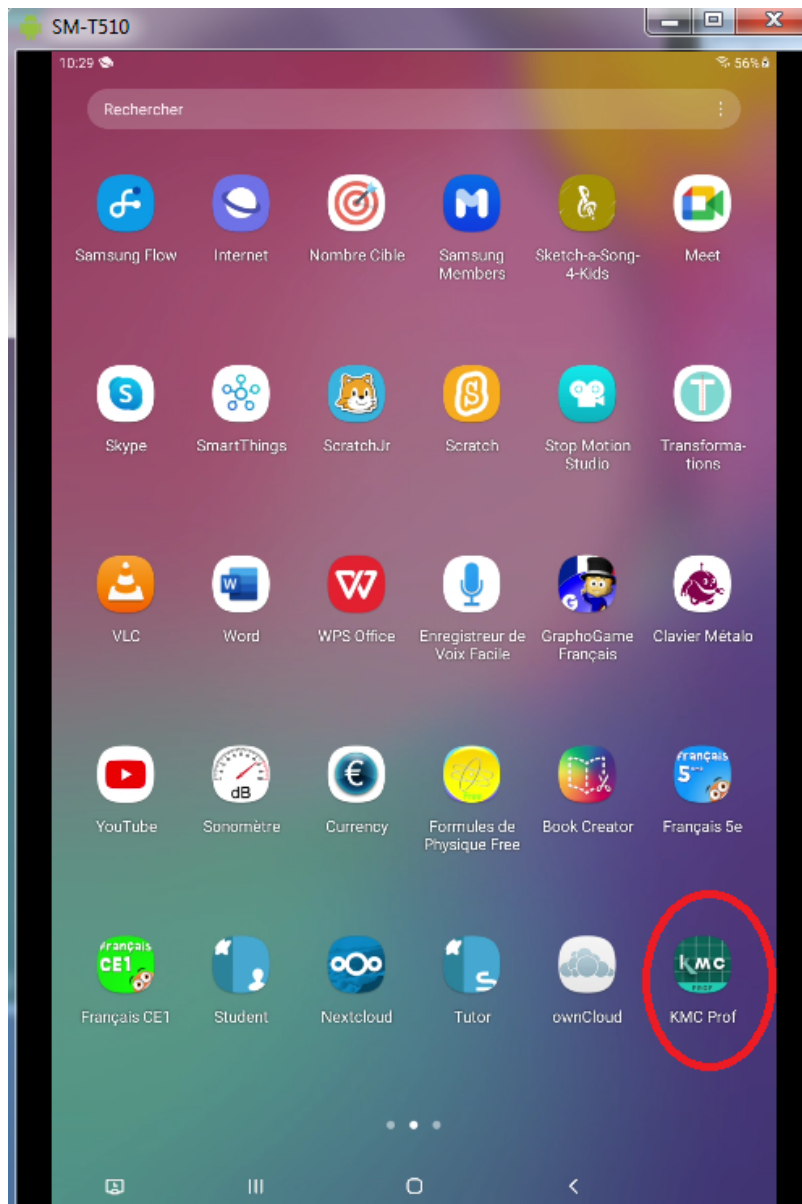 SM-T510
10:29
56%
Rechercher
Samsung Flow
Internet
Nombre Cible
Samsung
Members
Sketch-a-Song-
4-Kids
Meet
Skype
SmartThings
ScratchJr
Scratch
Stop Motion
Studio
Transforma-
tions
VLC
Word
WPS Office
Enregistreur de
Voix Facile
GraphoGame
Français
Clavier Métalo
dB
français
5ème
YouTube
Sonomètre
Currency
Formules de
Physique Free
Book Creator
Français 5e
français
CE1
kmc
PROF
Français CE1
Student
Nextcloud
Tutor
ownCloud
KMC Prof